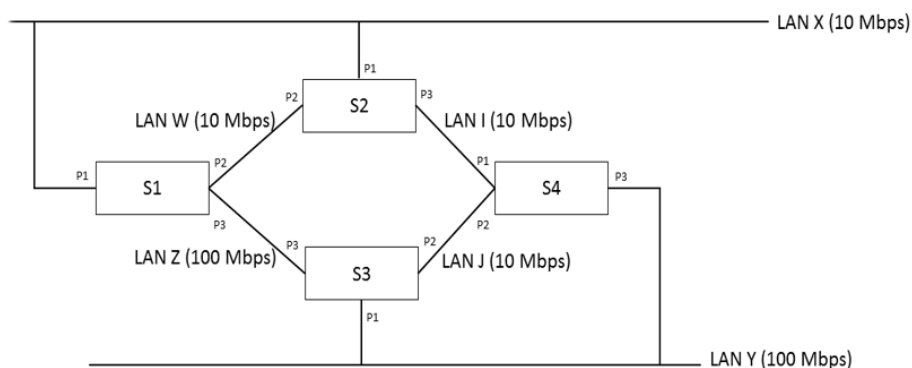 LAN X (10 Mbps)
P1
S2
P2
P3
LAN W (10 Mbps)
LAN I (10 Mbps)
P2
P1
P1
S1
S4
P3
P3
P2
P3
P2
LAN Z (100 Mbps)
S3
LAN J (10 Mbps)
P1
LAN Y (100 Mbps)